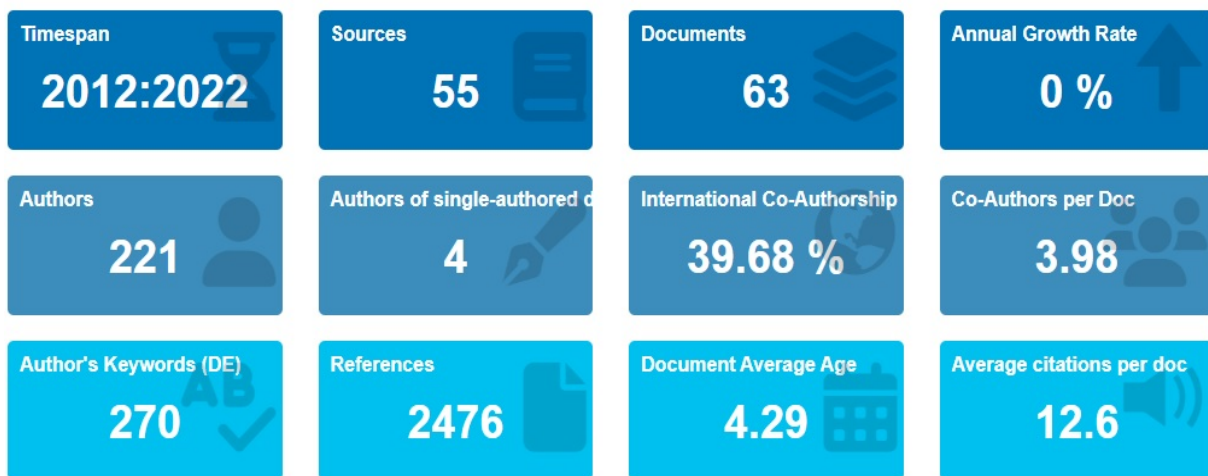 Timespan
2012:2022
Sources
55
Documents
63
Annual Growth Rate
0 %
Authors
221
Authors of single-authored d
4
International Co-Authorship
39.68 %
Co-Authors per Doc
3.98
Author's Keywords (DE)
270
AB
References
2476
Document Average Age
4.29
Average citations per doc
12.6